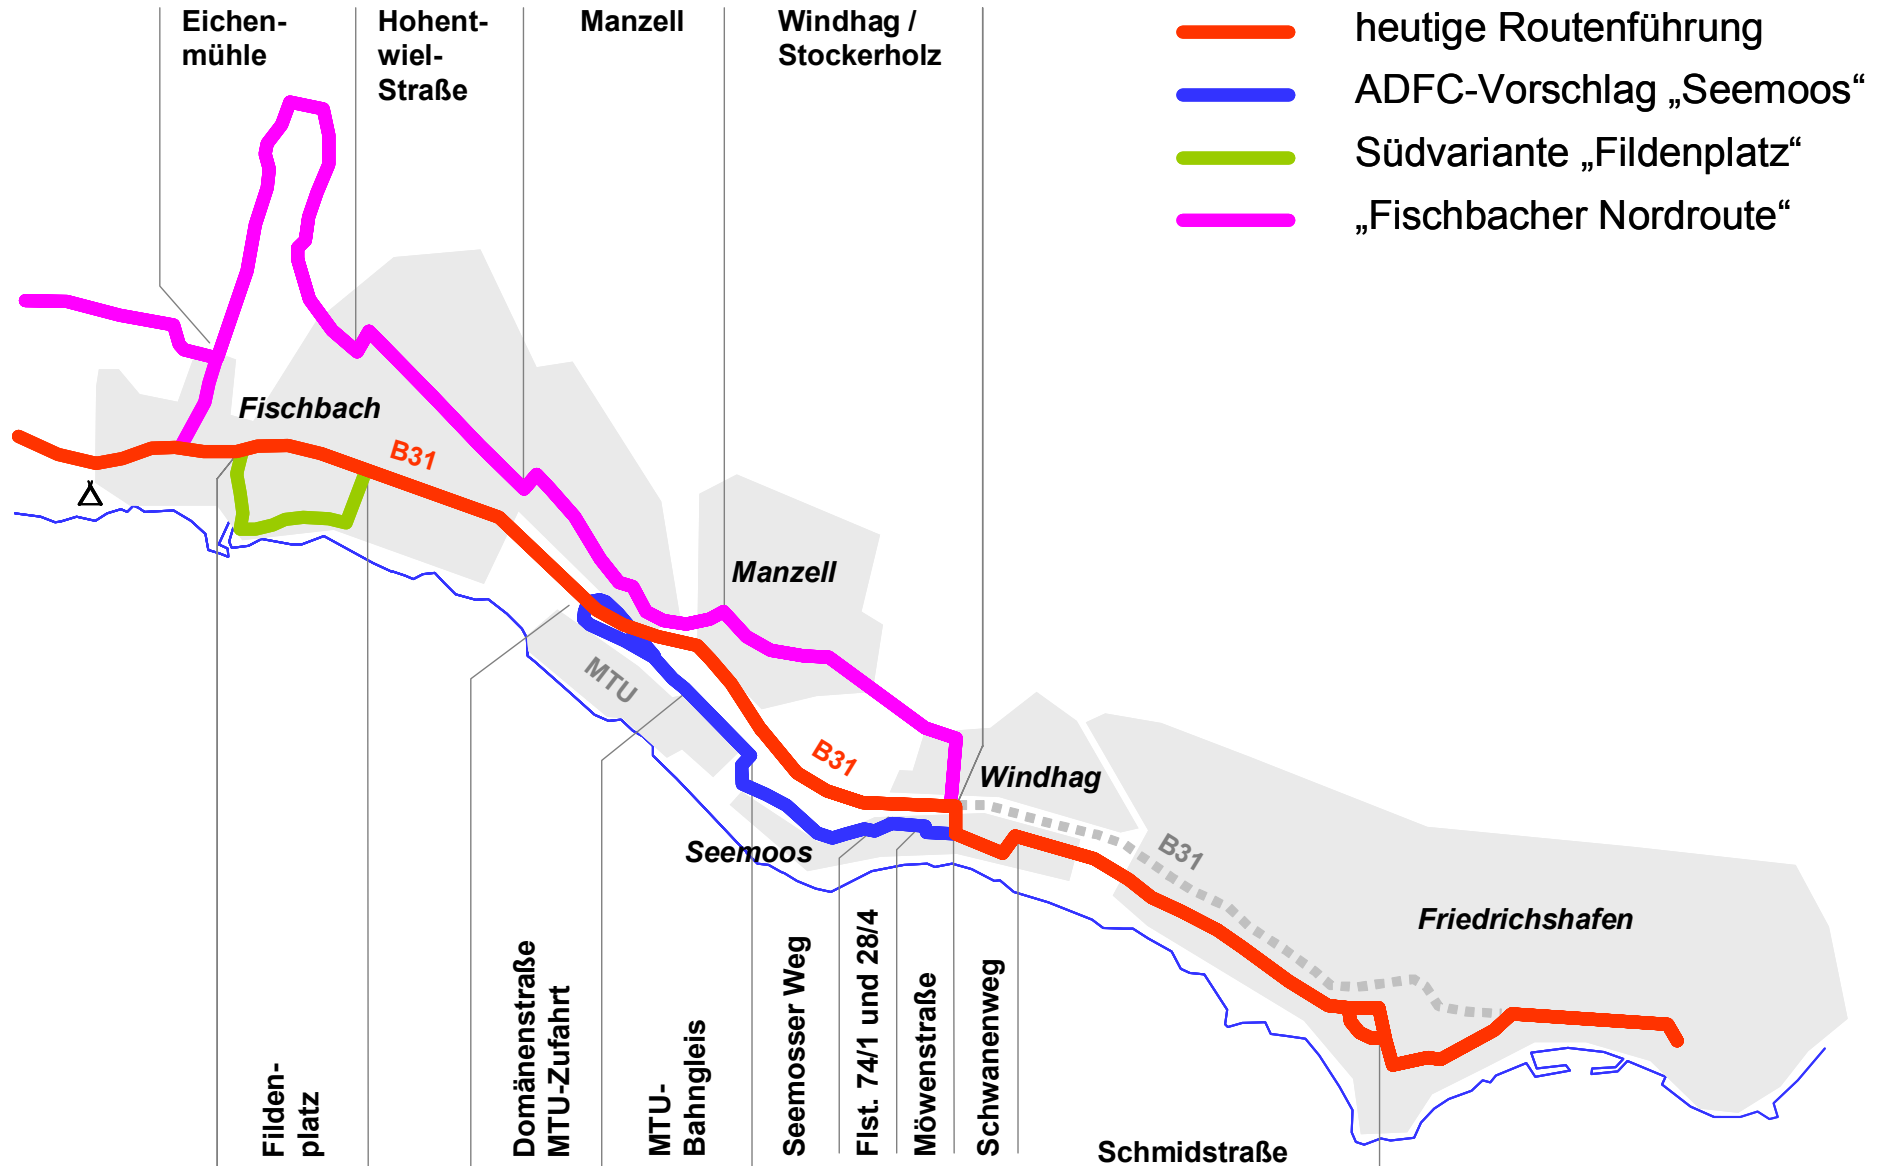 Eichen-
mühle
Hohent-
wiel-
Straße
Manzell
Windhag /
Stockerholz
heutige Routenführung
ADFC-Vorschlag „Seemoos“
Südvariante „Fildenplatz“
„Fischbacher Nordroute“
Fischbach
B31
Manzell
MTU
B31
Windhag
Seemoos
B31
Friedrichshafen
Filden-
platz
Domänenstraße
MTU-Zufahrt
MTU-
Bahngleis
Seemosser Weg
Flst. 74/1 und 28/4
Möwenstraße
Schwanenweg
Schmidstraße